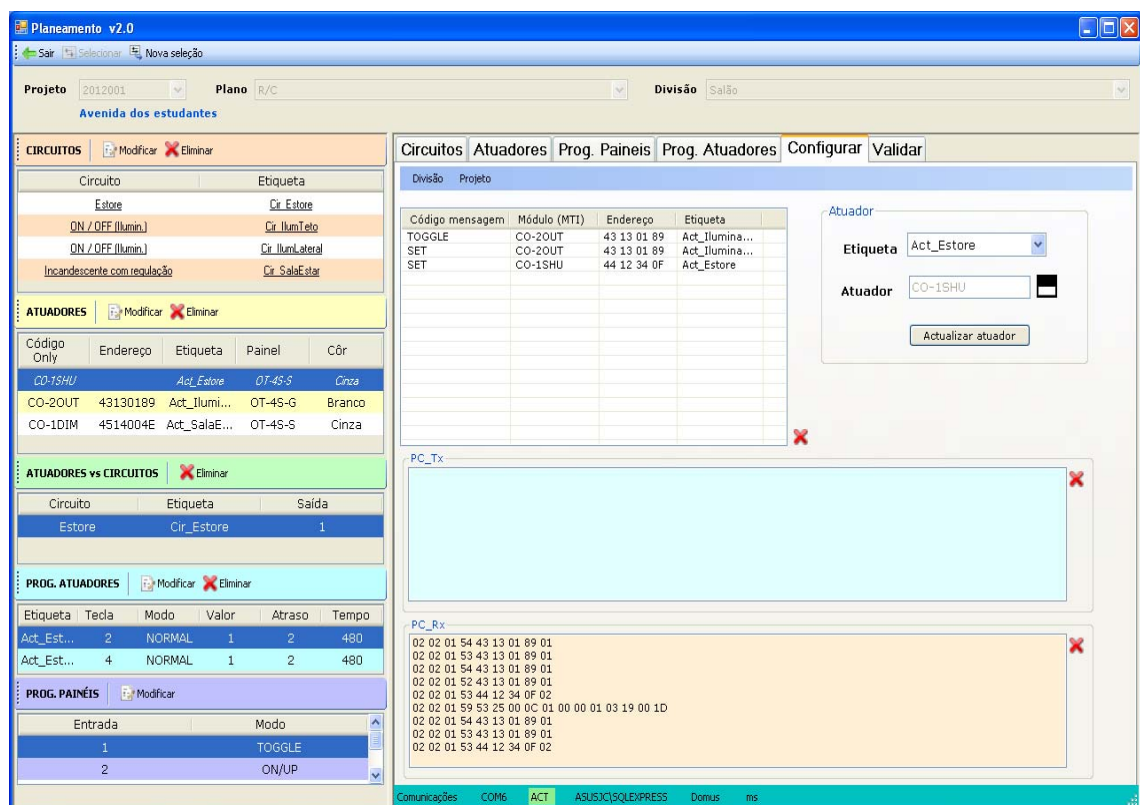 Planeamento v2.0
Sair Selecionar Nova seleção
Projeto 2012001 Plano R/C Divisão Salão
Avenida dos estudantes
CIRCUITOS Modificar Eliminar
Circuito Etiqueta
Estore Cir_Estore
ON / OFF (Ilumin.) Cir_IlumTeto
ON / OFF (Ilumin.) Cir_IlumLateral
Incandescente com regulação Cir_SalaEstar
ATUADORES Modificar Eliminar
Código Only Endereço Etiqueta Painel Côr
CO-1SHU Act_Estore OT-4S-S Cinza
CO-2OUT 43130189 Act_Ilumi... OT-4S-G Branco
CO-1DIM 4514004E Act_SalaE... OT-4S-S Cinza
ATUADORES vs CIRCUITOS Eliminar
Circuito Etiqueta Saída
Estore Cir_Estore 1
PROG. ATUADORES Modificar Eliminar
Etiqueta Tecla Modo Valor Atraso Tempo
Act_Est... 2 NORMAL 1 2 480
Act_Est... 4 NORMAL 1 2 480
PROG. PAINÉIS Modificar
Entrada Modo
1 TOGGLE
2 ON/UP
Circuitos Atuadores Prog. Paineis Prog. Atuadores Configurar Validar
Divisão Projeto
Código mensagem Módulo (MTI) Endereço Etiqueta
TOGGLE CO-2OUT 43 13 01 89 Act_Ilumina...
SET CO-2OUT 43 13 01 89 Act_Ilumina...
SET CO-1SHU 44 12 34 0F Act_Estore
Atuador
Etiqueta Act_Estore
Atuador CO-1SHU
Actualizar atuador
PC_Tx
PC_Rx
02 02 01 54 43 13 01 89 01
02 02 01 53 43 13 01 89 01
02 02 01 54 43 13 01 89 01
02 02 01 52 43 13 01 89 01
02 02 01 53 44 12 34 0F 02
02 02 01 59 53 25 00 0C 01 00 00 01 03 19 00 1D
02 02 01 54 43 13 01 89 01
02 02 01 53 43 13 01 89 01
02 02 01 53 44 12 34 0F 02
Comunicações COM6 ACT ASUSJC\SQLEXPRESS Domus ms